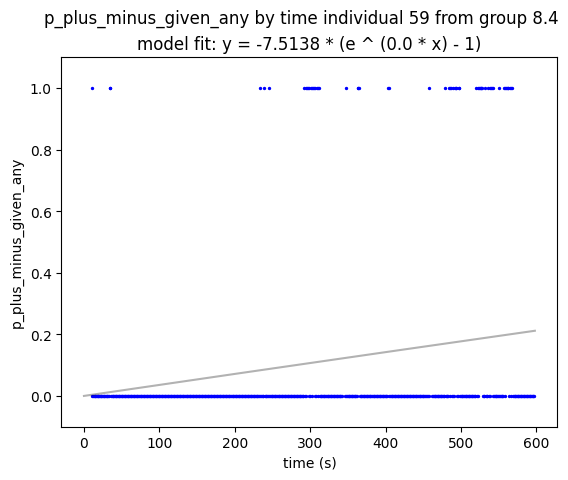 p_plus_minus_given_any by time individual 59 from group 8.4
model fit: y = -7.5138 * (e ^ (0.0 * x) - 1)
p_plus_minus_given_any
1.0
0.8
0.6
0.4
0.2
0.0
0 100 200 300 400 500 600
time (s)